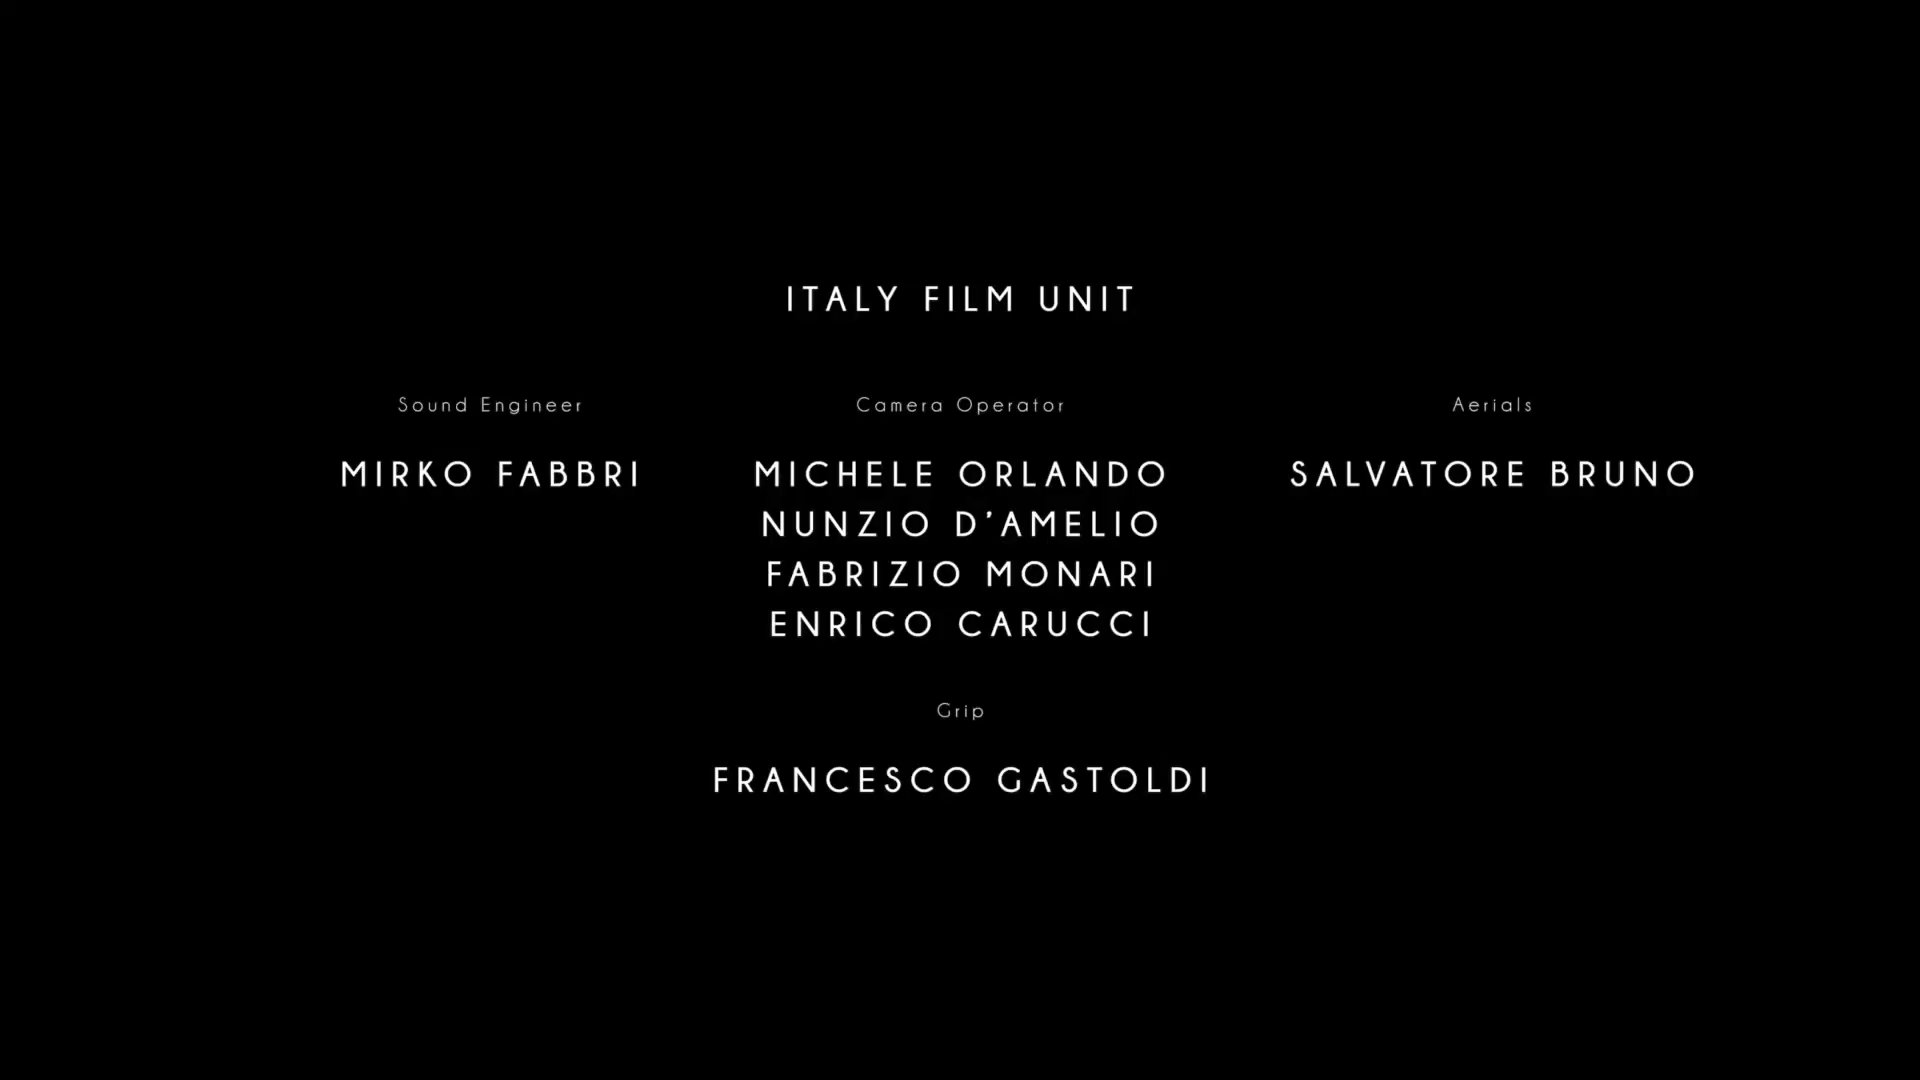 ITALY FILM UNIT
Sound Engineer
MIRKO FABBRI
Camera Operator
MICHELE ORLANDO
NUNZIO D’AMELIO
FABRIZIO MONARI
ENRICO CARUCCI
Aerials
SALVATORE BRUNO
Grip
FRANCESCO GASTOLDI